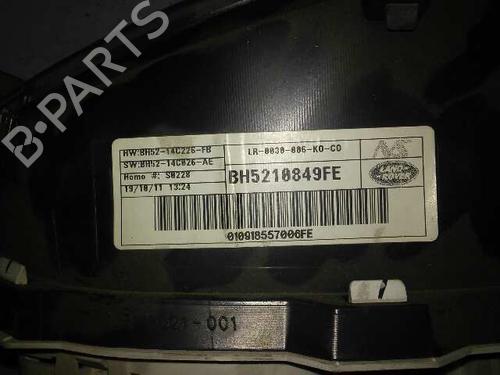 B-PARTS
HW:BH52-14C226-FB
SW:BH52-14C026-AE
Homo #: S0228
19/10/11 13:24
LR-0030-006-KO-CO
BH5210849FE
LAND-
ROVER
010918557006FE
-001